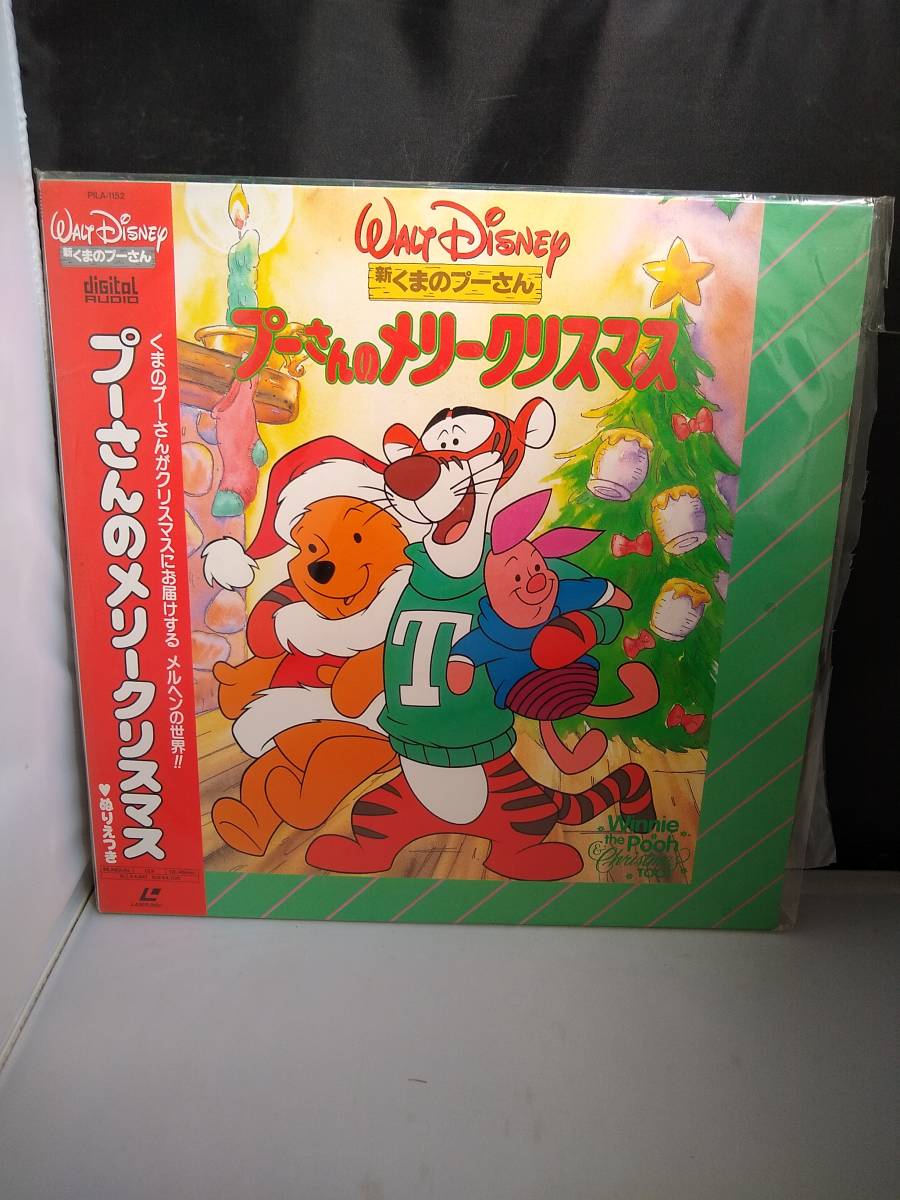 PILA-1152
WALT DISNEY
新くまのプーさん
digital
AUDIO
プーさんのメリークリスマス
くまのプーさんがクリスマスにお届けする メルヘンの世界!!
♥ぬりえつき
LASERDISC
WALT DISNEY
新くまのプーさん
プーさんのメリークリスマス
T
Winnie
the Pooh
& Christmas
TOO